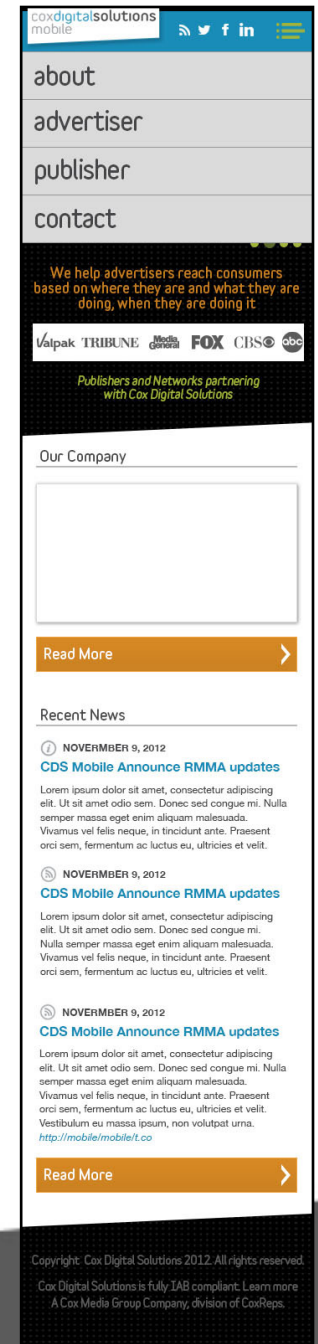 coxdigitalsolutions
mobile
about
advertiser
publisher
contact
We help advertisers reach consumers
based on where they are and what they are
doing, when they are doing it
Valpak TRIBUNE Media General FOX CBS abc
Publishers and Networks partnering
with Cox Digital Solutions
Our Company
Read More
Recent News
NOVERMBER 9, 2012
CDS Mobile Announce RMMA updates
Lorem ipsum dolor sit amet, consectetur adipiscing
elit. Ut sit amet odio sem. Donec sed congue mi. Nulla
semper massa eget enim aliquam malesuada.
Vivamus vel felis neque, in tincidunt ante. Praesent
orci sem, fermentum ac luctus eu, ultricies et velit.
NOVERMBER 9, 2012
CDS Mobile Announce RMMA updates
Lorem ipsum dolor sit amet, consectetur adipiscing
elit. Ut sit amet odio sem. Donec sed congue mi.
Nulla semper massa eget enim aliquam malesuada.
Vivamus vel felis neque, in tincidunt ante. Praesent
orci sem, fermentum ac luctus eu, ultricies et velit.
NOVERMBER 9, 2012
CDS Mobile Announce RMMA updates
Lorem ipsum dolor sit amet, consectetur adipiscing
elit. Ut sit amet odio sem. Donec sed congue mi. Nulla
semper massa eget enim aliquam malesuada.
Vivamus vel felis neque, in tincidunt ante. Praesent
orci sem, fermentum ac luctus eu, ultricies et velit.
Vestibulum eu massa ipsum, non volutpat urna.
http://mobile/mobile/t.co
Read More
Copyright Cox Digital Solutions 2012. All rights reserved.
Cox Digital Solutions is fully IAB compliant. Learn more
A Cox Media Group Company, division of CoxReps.